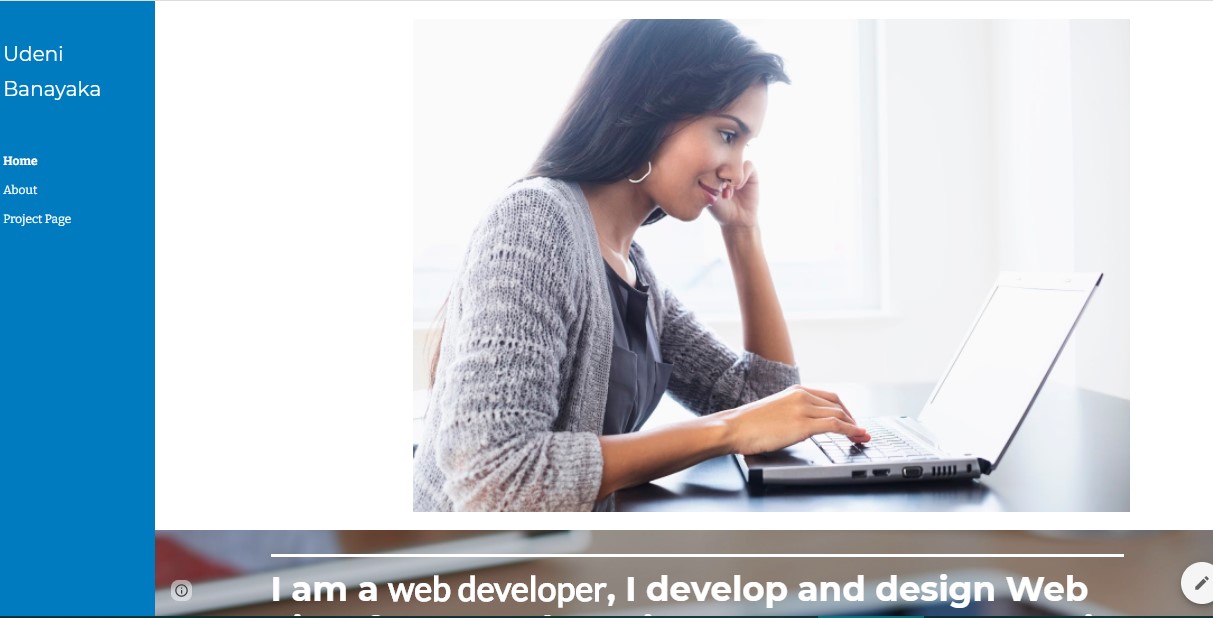 Udeni
Banayaka
Home
About
Project Page
I am a web developer, I develop and design Web